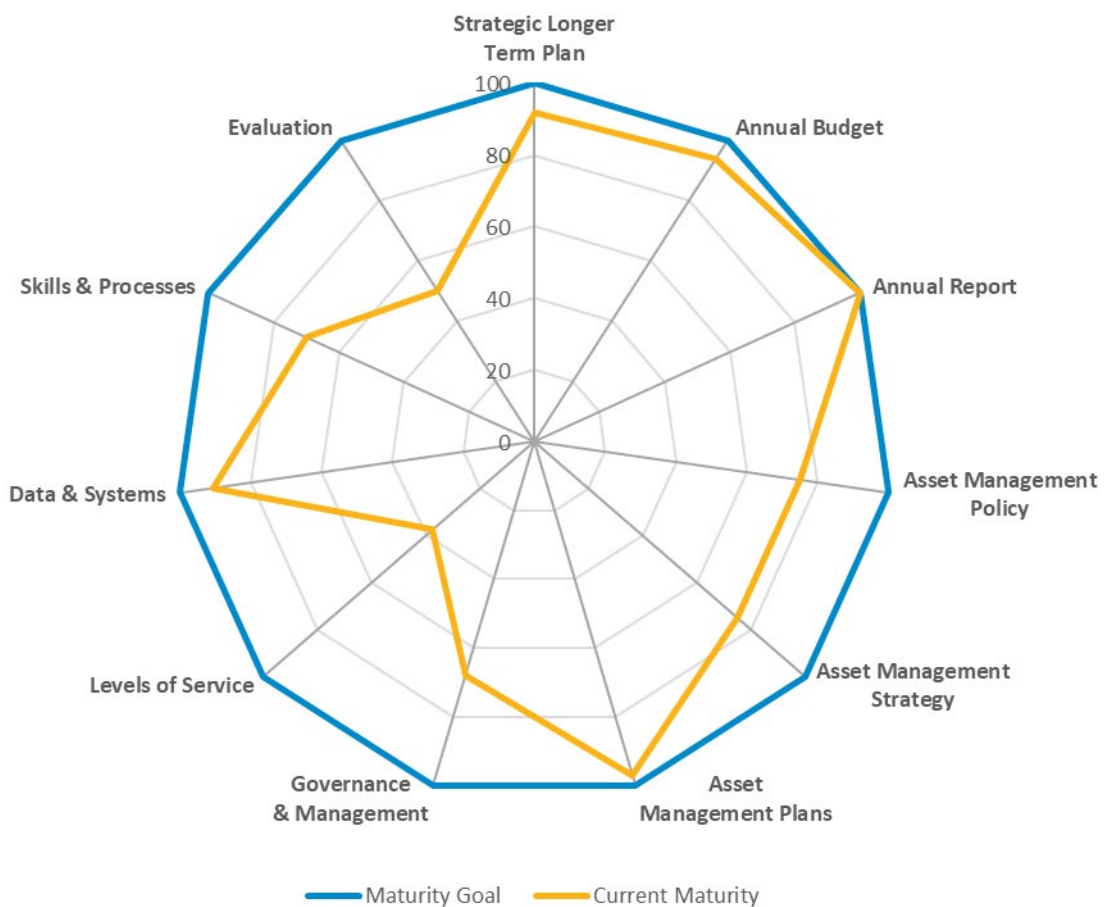 Strategic Longer
Term Plan
100
Evaluation
Annual Budget
80
60
Skills & Processes
Annual Report
40
20
0
Data & Systems
Asset Management
Policy
Levels of Service
Asset Management
Strategy
Governance
& Management
Asset
Management Plans
Maturity Goal
Current Maturity